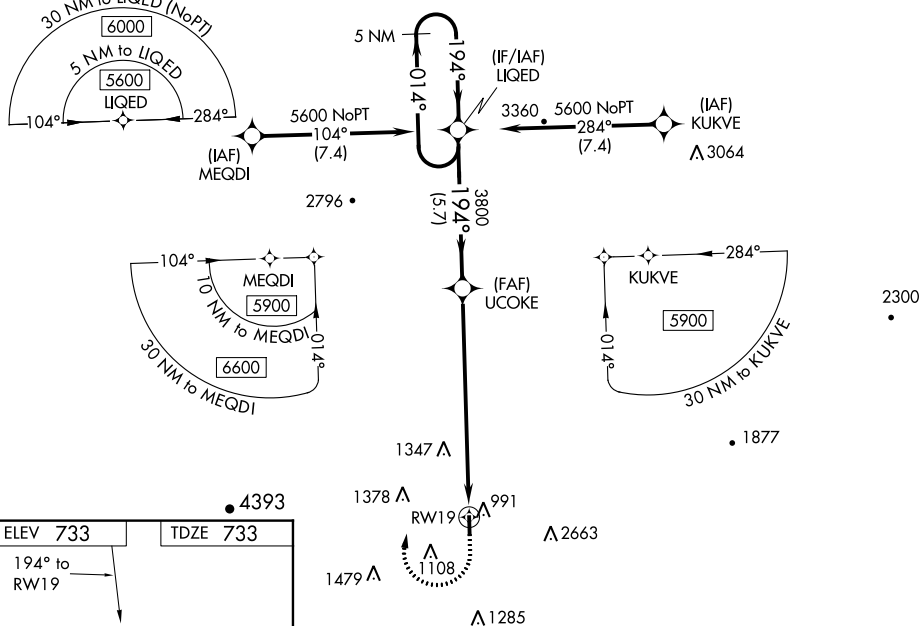 30 NM to LIQED (NoPT)
6000
5 NM to LIQED
5600
LIQED
104°
284°
5 NM
014°
194°
(IF/IAF)
LIQED
5600 NoPT
104°
(7.4)
(IAF)
MEQDI
3360
5600 NoPT
284°
(7.4)
(IAF)
KUKVE
3064
2796
3800
194°
(5.7)
104°
MEQDI
10 NM to MEQDI
5900
014°
6600
30 NM to MEQDI
(FAF)
UCOKE
284°
KUKVE
5900
014°
30 NM to KUKVE
2300
1877
1347
1378
4393
991
RW19
2663
1108
1479
1285
ELEV 733
TDZE 733
194° to
RW19